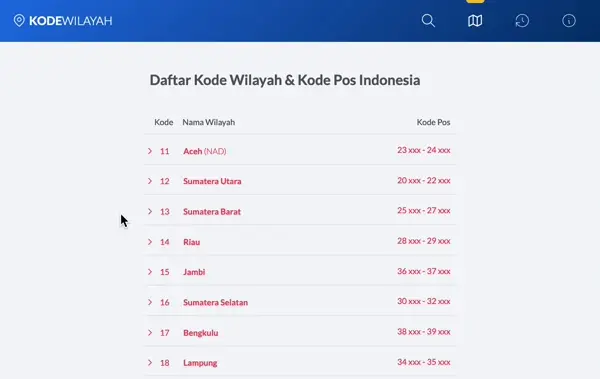 KODEWILAYAH
Daftar Kode Wilayah & Kode Pos Indonesia
Kode Nama Wilayah Kode Pos
11 Aceh (NAD) 23 xxx - 24 xxx
12 Sumatera Utara 20 xxx - 22 xxx
13 Sumatera Barat 25 xxx - 27 xxx
14 Riau 28 xxx - 29 xxx
15 Jambi 36 xxx - 37 xxx
16 Sumatera Selatan 30 xxx - 32 xxx
17 Bengkulu 38 xxx - 39 xxx
18 Lampung 34 xxx - 35 xxx